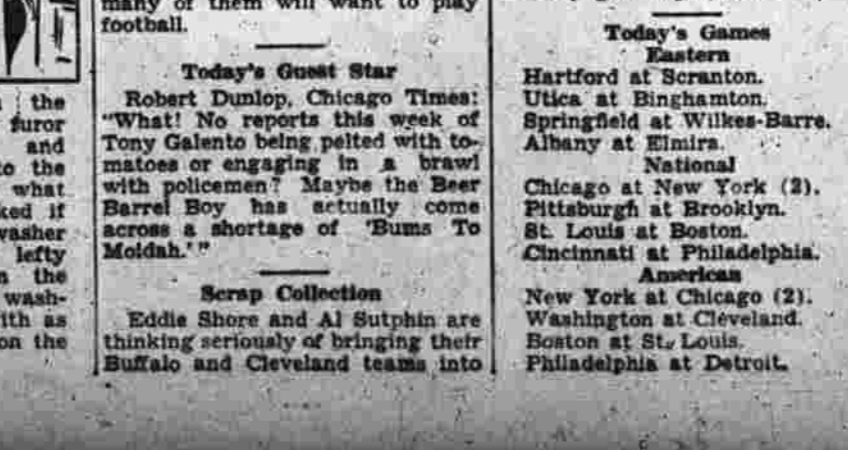 the
furor
and
to the
what
ked if
washer
lefty
n the
wash-
ith as
on the
many of them will want to play
football.
Today's Guest Star
Robert Dunlop, Chicago Times:
"What! No reports this week of
Tony Galento being pelted with to-
matoes or engaging in a brawl
with policemen? Maybe the Beer
Barrel Boy has actually come
across a shortage of 'Bums To
Moidah.'"
Scrap Collection
Eddie Shore and Al Sutphin are
thinking seriously of bringing their
Buffalo and Cleveland teams into
Today's Games
Eastern
Hartford at Scranton.
Utica at Binghamton.
Springfield at Wilkes-Barre.
Albany at Elmira.
National
Chicago at New York (2).
Pittsburgh at Brooklyn.
St. Louis at Boston.
Cincinnati at Philadelphia.
American
New York at Chicago (2).
Washington at Cleveland.
Boston at St. Louis.
Philadelphia at Detroit.